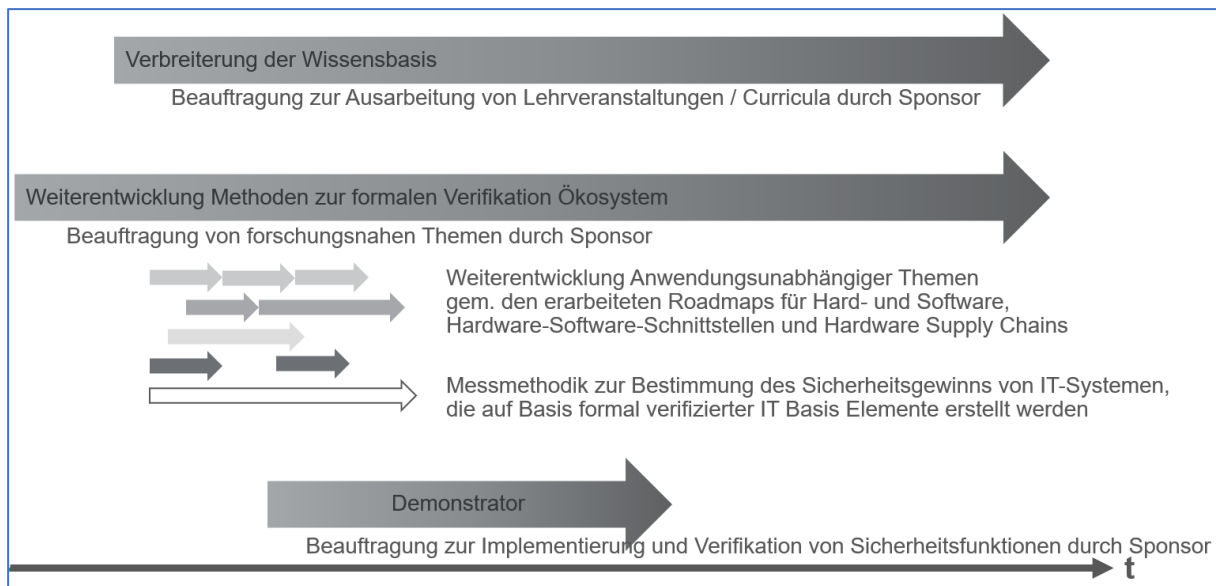 Verbreiterung der Wissensbasis
Beauftragung zur Ausarbeitung von Lehrveranstaltungen / Curricula durch Sponsor
Weiterentwicklung Methoden zur formalen Verifikation Ökosystem
Beauftragung von forschungsnahen Themen durch Sponsor
Weiterentwicklung Anwendungsunabhängiger Themen
gem. den erarbeiteten Roadmaps für Hard- und Software,
Hardware-Software-Schnittstellen und Hardware Supply Chains
Messmethodik zur Bestimmung des Sicherheitsgewinns von IT-Systemen,
die auf Basis formal verifizierter IT Basis Elemente erstellt werden
Demonstrator
Beauftragung zur Implementierung und Verifikation von Sicherheitsfunktionen durch Sponsor
t